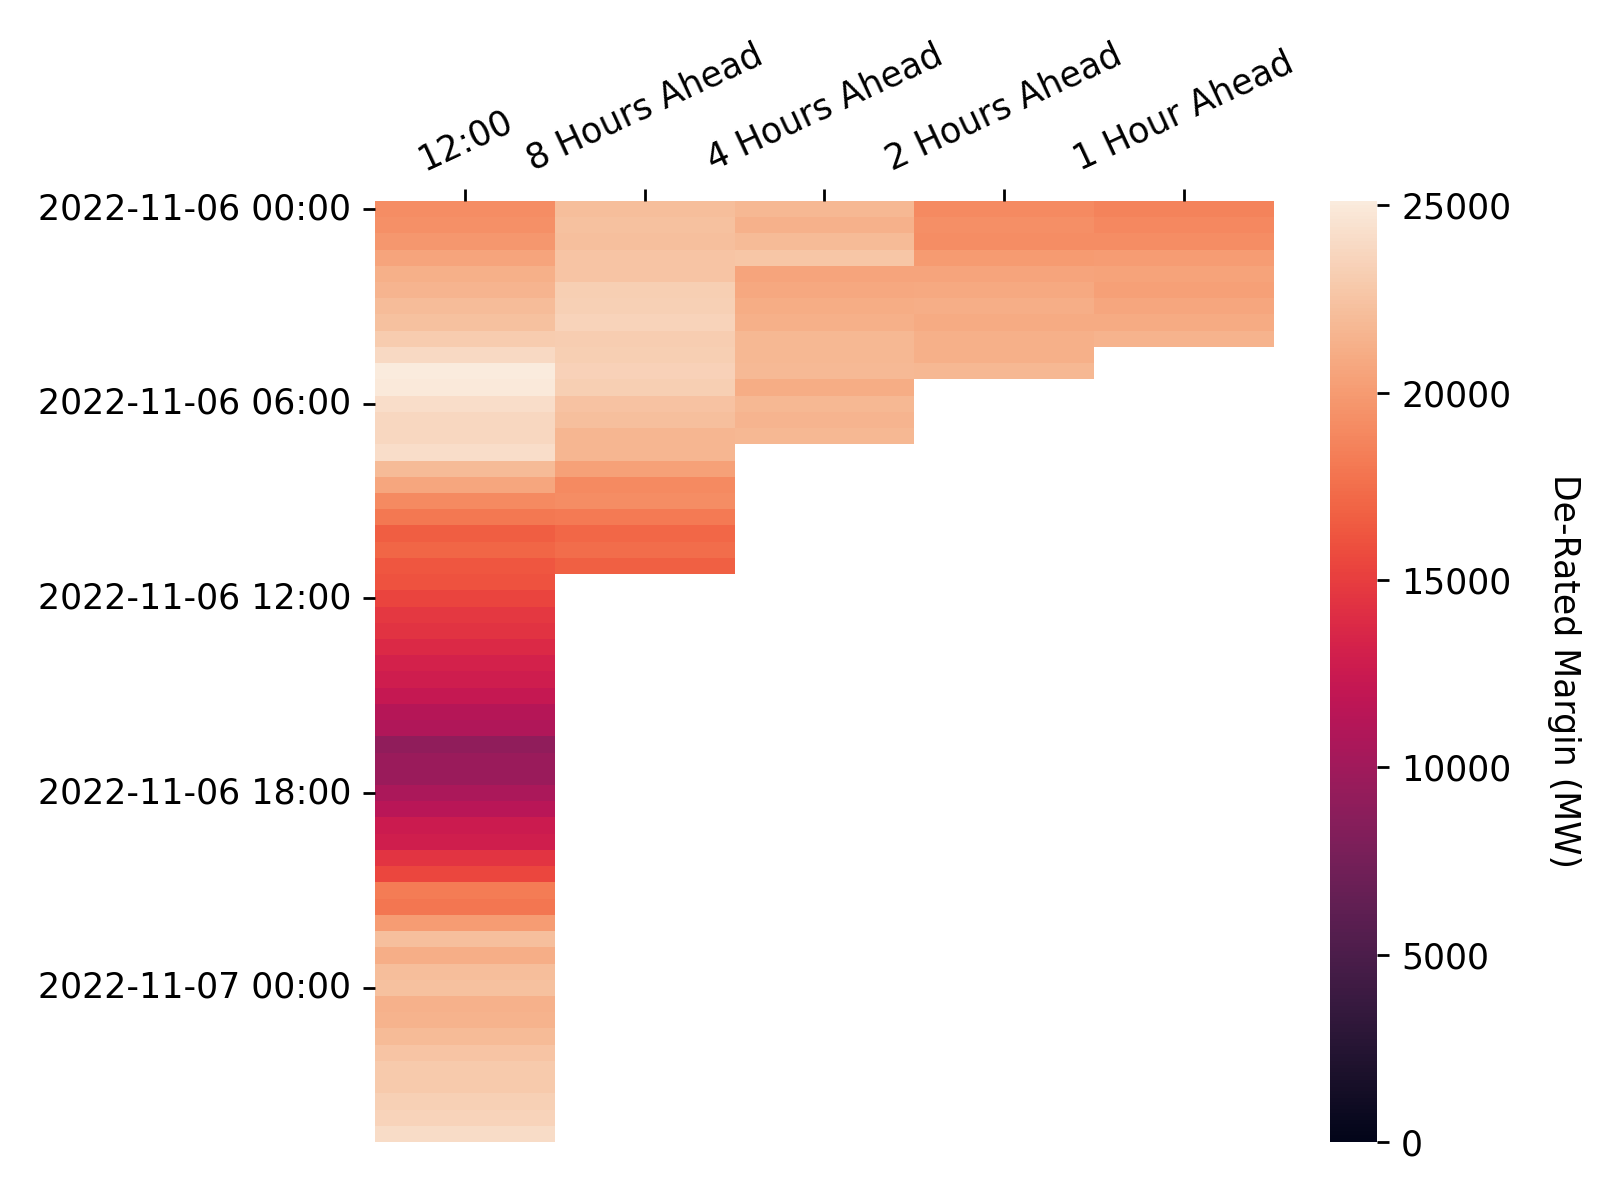 12:00
8 Hours Ahead
4 Hours Ahead
2 Hours Ahead
1 Hour Ahead
2022-11-06 00:00
2022-11-06 06:00
2022-11-06 12:00
2022-11-06 18:00
2022-11-07 00:00
25000
20000
15000
10000
5000
0
De-Rated Margin (MW)